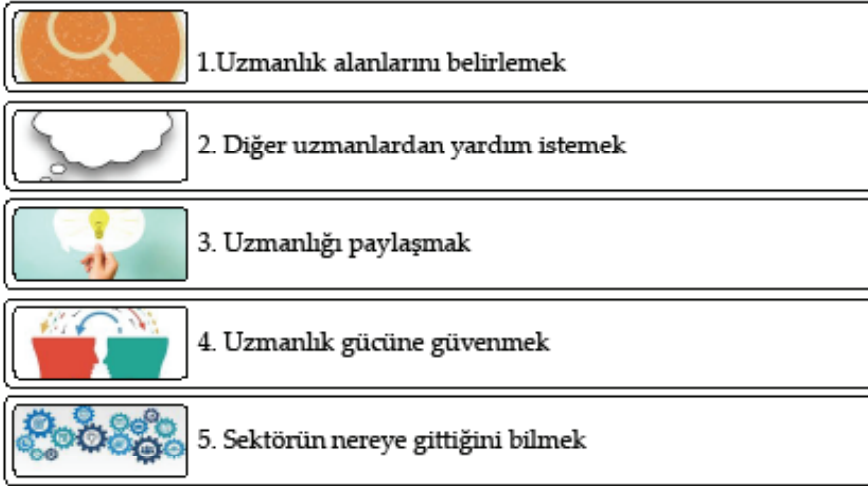 1.Uzmanlık alanlarını belirlemek
2. Diğer uzmanlardan yardım istemek
3. Uzmanlığı paylaşmak
4. Uzmanlık gücüne güvenmek
5. Sektörün nereye gittiğini bilmek